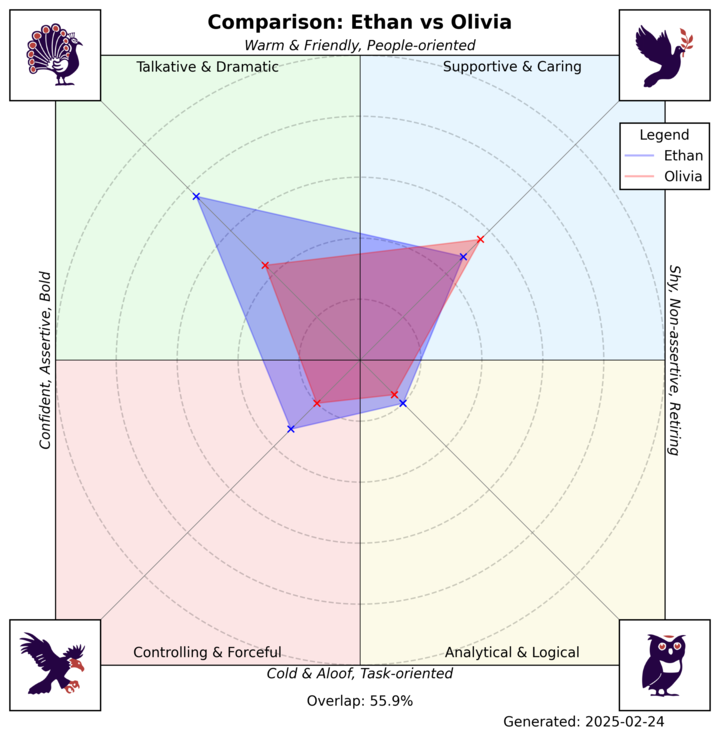 Comparison: Ethan vs Olivia
Warm & Friendly, People-oriented
Talkative & Dramatic
Supportive & Caring
Legend
Ethan
Olivia
Confident, Assertive, Bold
Shy, Non-assertive, Retiring
Controlling & Forceful
Analytical & Logical
Cold & Aloof, Task-oriented
Overlap: 55.9%
Generated: 2025-02-24